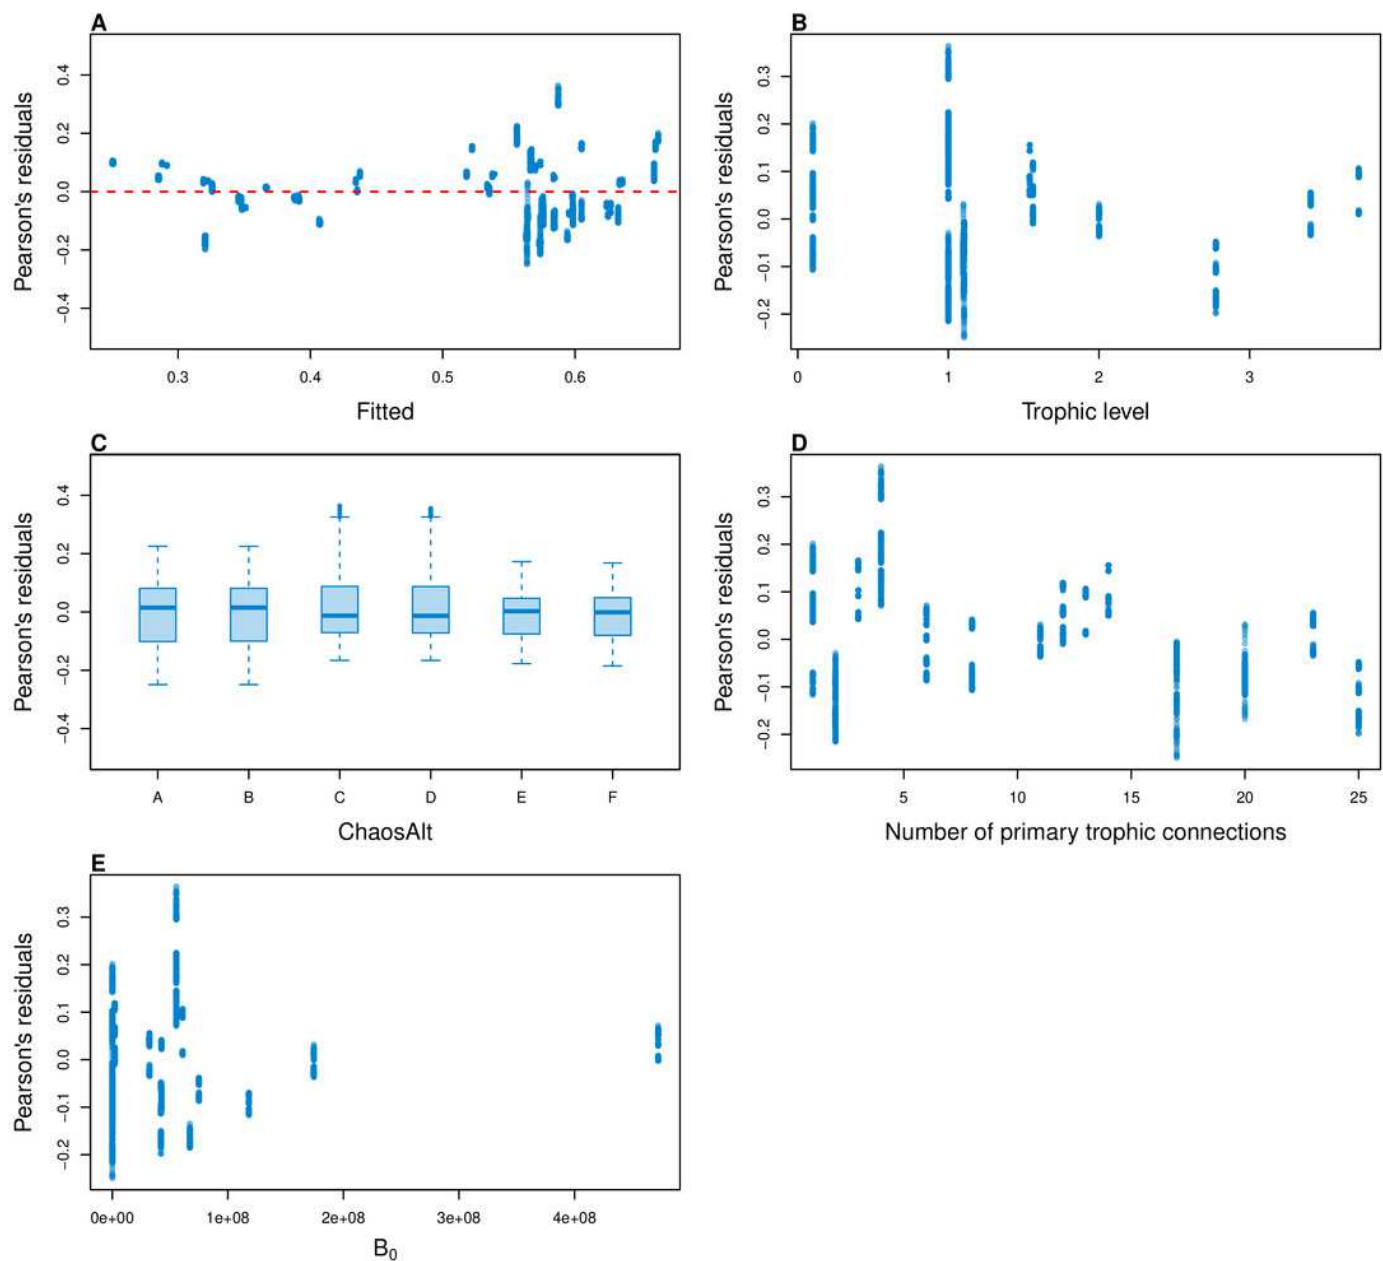 A
Pearson's residuals
0.4
0.2
0.0
−0.2
−0.4
0.3 0.4 0.5 0.6
Fitted
B
Pearson's residuals
0.3
0.2
0.1
0.0
−0.1
−0.2
0 1 2 3
Trophic level
C
Pearson's residuals
0.4
0.2
0.0
−0.2
−0.4
A B C D E F
ChaosAlt
D
Pearson's residuals
0.3
0.2
0.1
0.0
−0.1
−0.2
5 10 15 20 25
Number of primary trophic connections
E
Pearson's residuals
0.3
0.2
0.1
0.0
−0.1
−0.2
0e+00 1e+08 2e+08 3e+08 4e+08
B₀